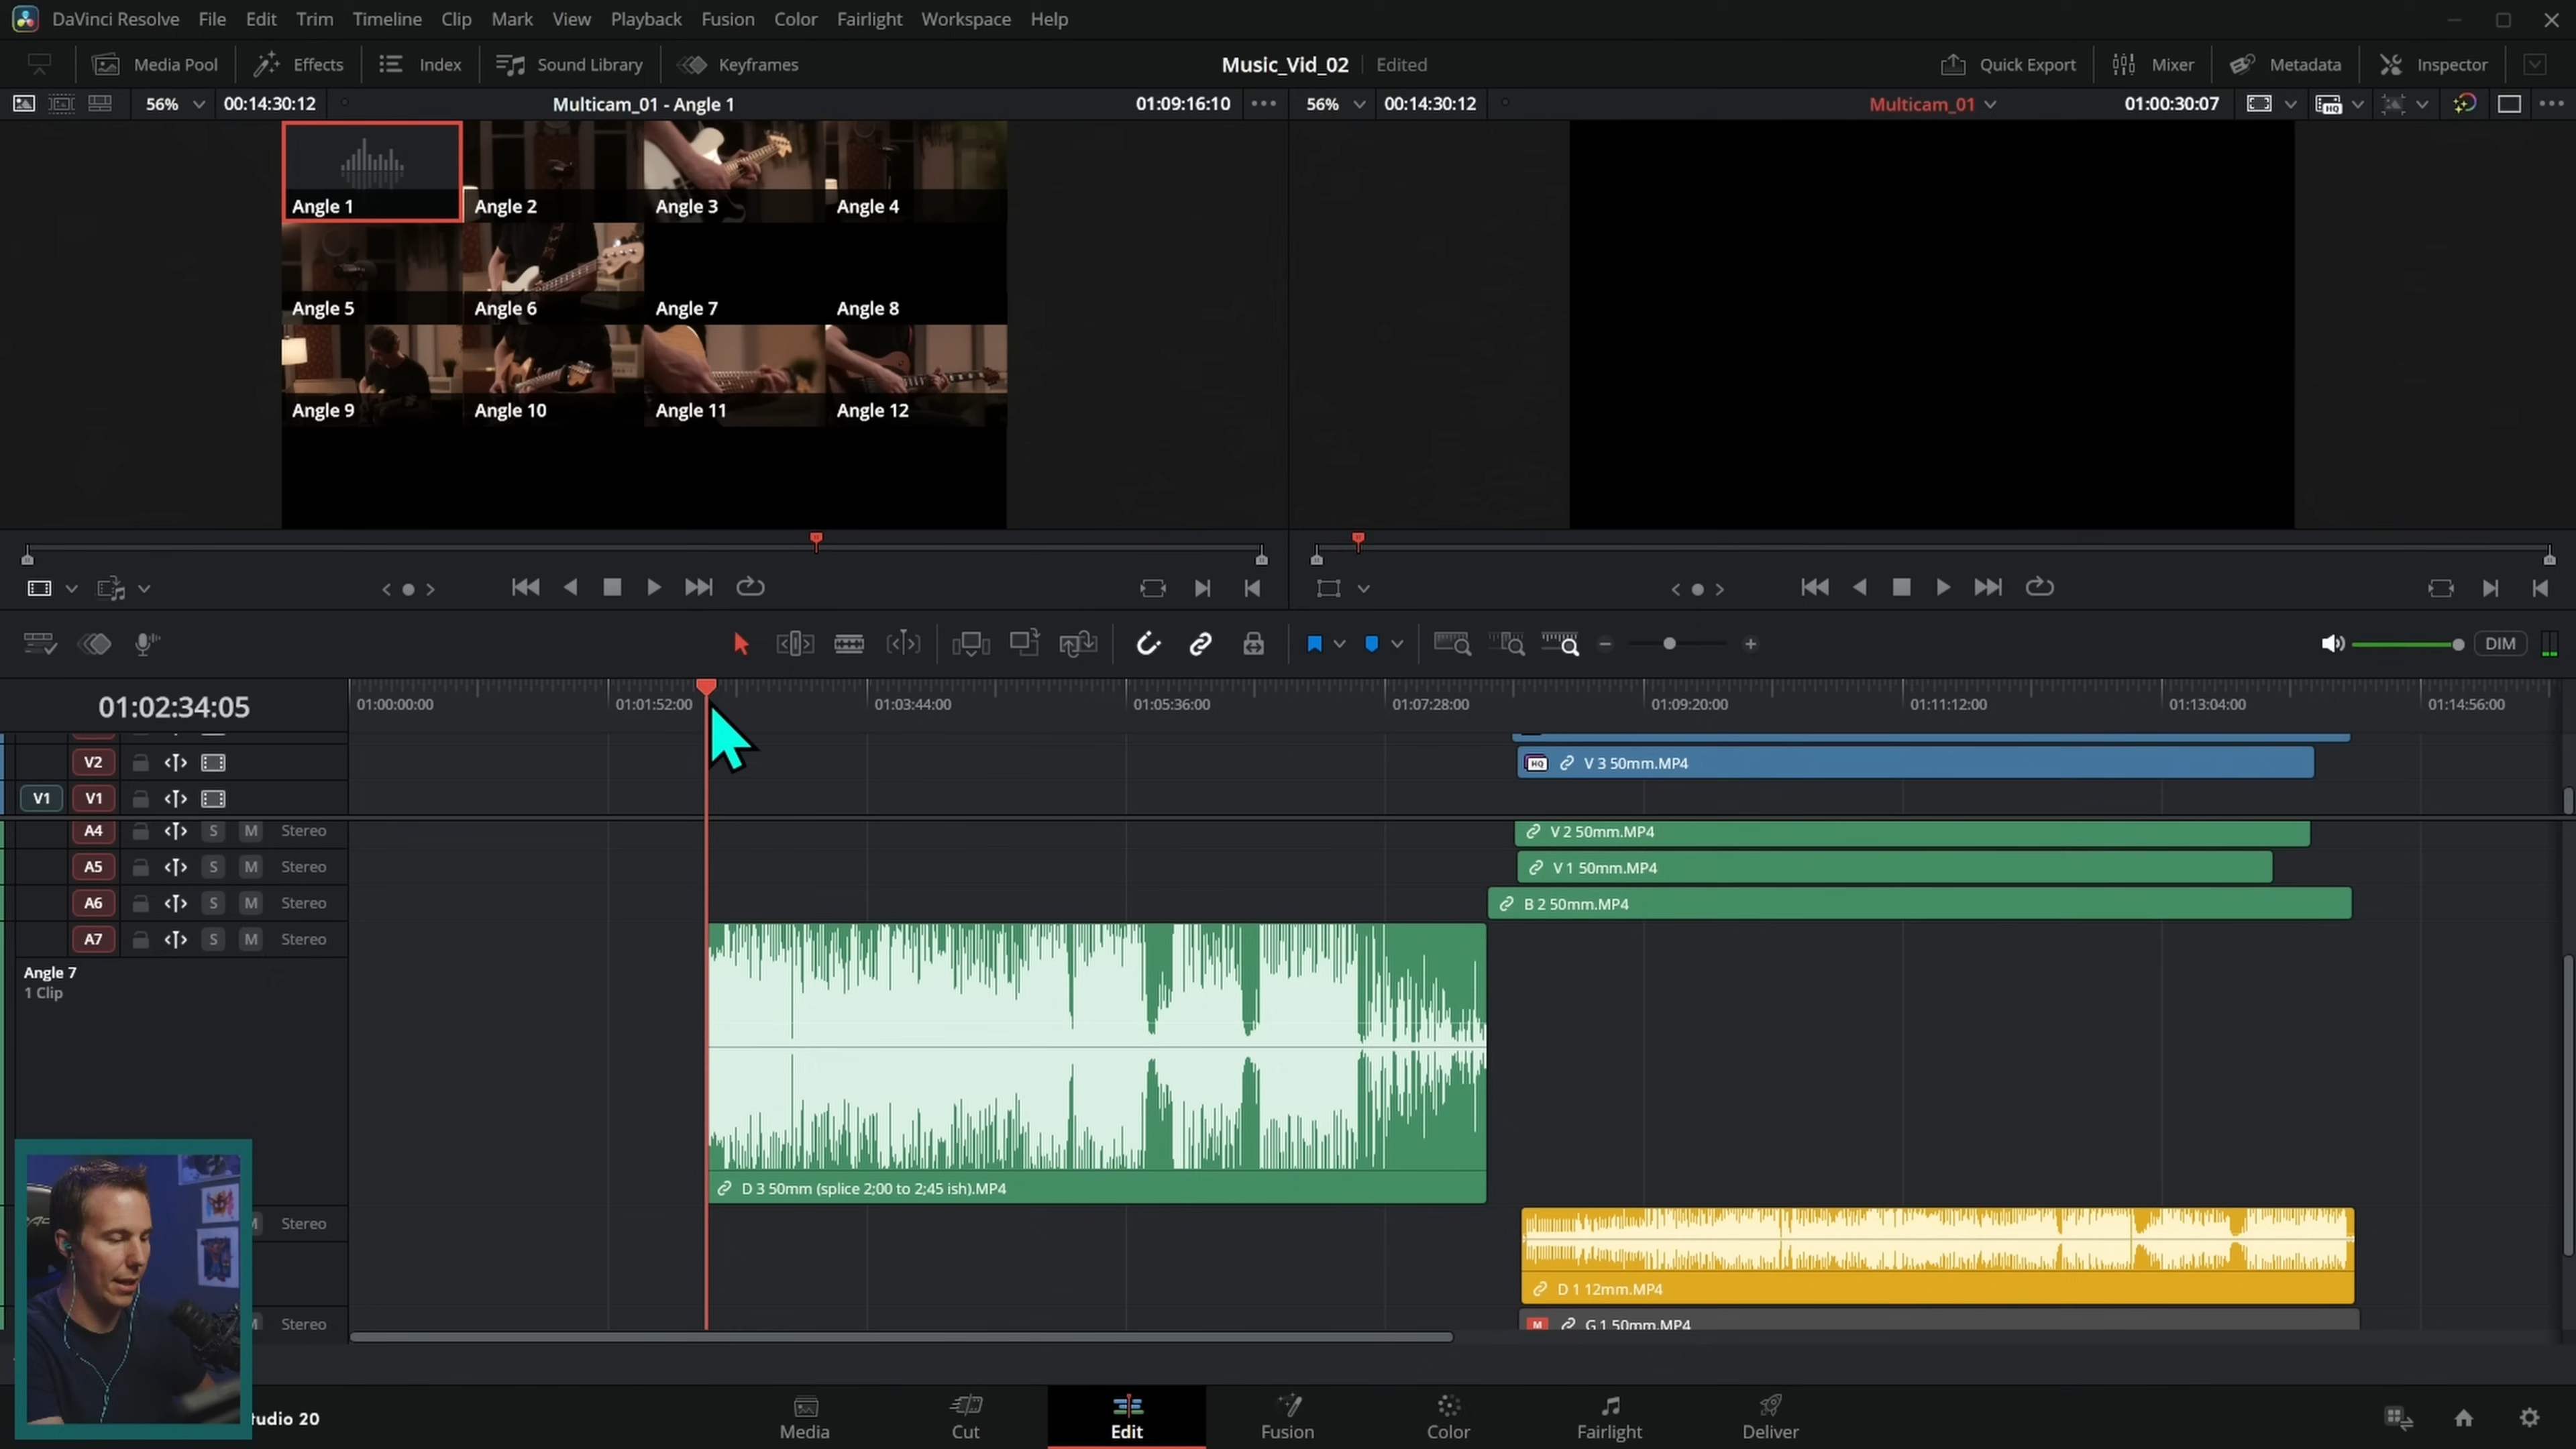 DaVinci Resolve File Edit Trim Timeline Clip Mark View Playback Fusion Color Fairlight Workspace Help
Media Pool Effects Index Sound Library Keyframes Music_Vid_02 Edited Quick Export Mixer Metadata Inspector
56% 00:14:30:12 Multicam_01 - Angle 1 01:09:16:10 56% 00:14:30:12 Multicam_01 01:00:30:07
Angle 1 Angle 2 Angle 3 Angle 4
Angle 5 Angle 6 Angle 7 Angle 8
Angle 9 Angle 10 Angle 11 Angle 12
DIM
01:02:34:05
01:00:00:00 01:01:52:00 01:03:44:00 01:05:36:00 01:07:28:00 01:09:20:00 01:11:12:00 01:13:04:00 01:14:56:00
V2 HQ V 3 50mm.MP4
V1 V1
A4 S M Stereo V 2 50mm.MP4
A5 S M Stereo V 1 50mm.MP4
A6 S M Stereo B 2 50mm.MP4
A7 S M Stereo
Angle 7
1 Clip
D 3 50mm (splice 2;00 to 2;45 ish).MP4
M Stereo
D 1 12mm.MP4
M Stereo M G 1 50mm.MP4
tudio 20
Media Cut Edit Fusion Color Fairlight Deliver